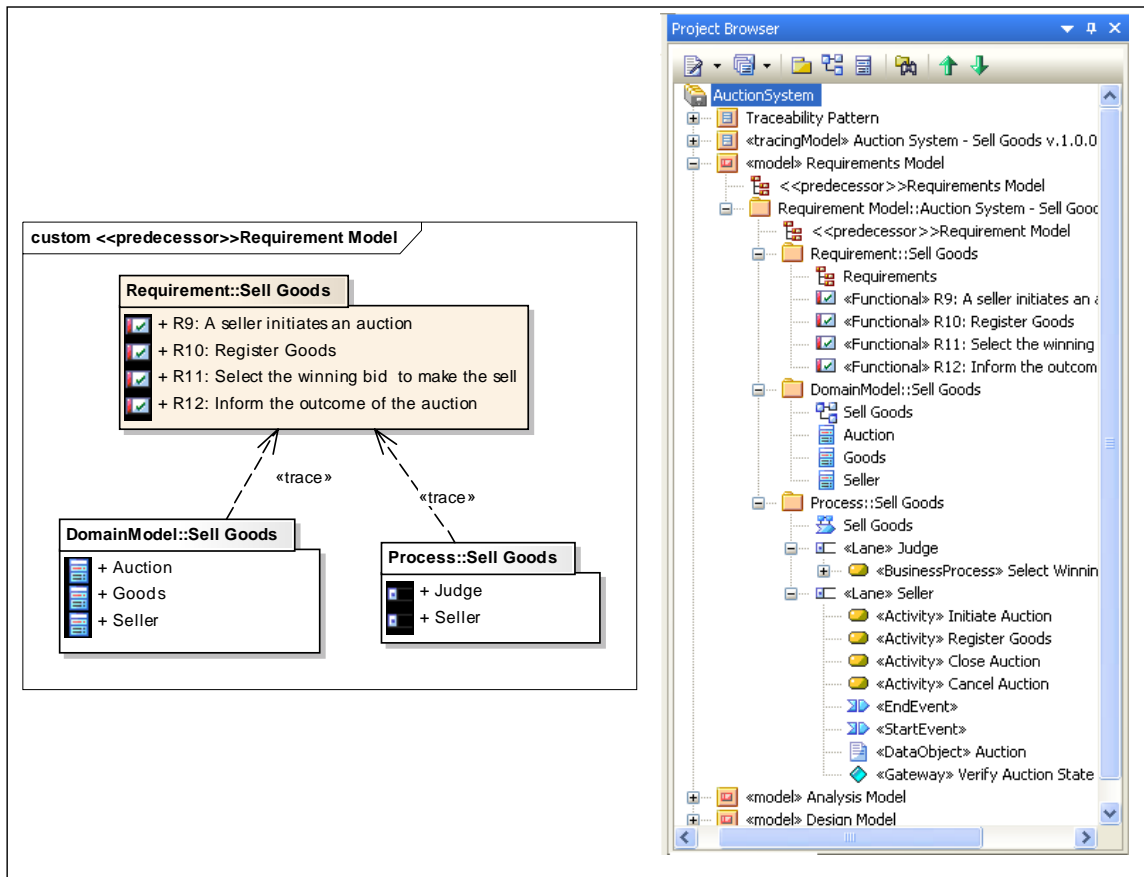 custom <<predecessor>>Requirement Model
Requirement::Sell Goods
+ R9: A seller initiates an auction
+ R10: Register Goods
+ R11: Select the winning bid to make the sell
+ R12: Inform the outcome of the auction
«trace»
«trace»
DomainModel::Sell Goods
+ Auction
+ Goods
+ Seller
Process::Sell Goods
+ Judge
+ Seller
Project Browser
AuctionSystem
Traceability Pattern
«tracingModel» Auction System - Sell Goods v.1.0.0
«model» Requirements Model
<<predecessor>>Requirements Model
Requirement Model::Auction System - Sell Gooc
<<predecessor>>Requirement Model
Requirement::Sell Goods
Requirements
«Functional» R9: A seller initiates an a
«Functional» R10: Register Goods
«Functional» R11: Select the winning
«Functional» R12: Inform the outcom
DomainModel::Sell Goods
Sell Goods
Auction
Goods
Seller
Process::Sell Goods
Sell Goods
«Lane» Judge
«BusinessProcess» Select Winnin
«Lane» Seller
«Activity» Initiate Auction
«Activity» Register Goods
«Activity» Close Auction
«Activity» Cancel Auction
«EndEvent»
«StartEvent»
«DataObject» Auction
«Gateway» Verify Auction State
«model» Analysis Model
«model» Design Model